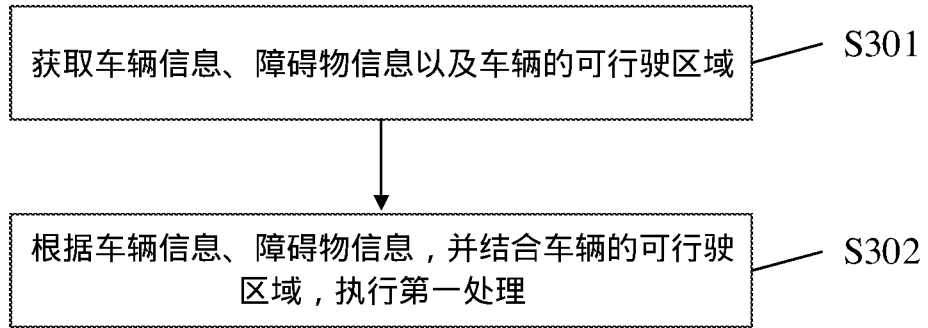 获取车辆信息、障碍物信息以及车辆的可行驶区域
S301
根据车辆信息、障碍物信息，并结合车辆的可行驶
区域，执行第一处理
S302